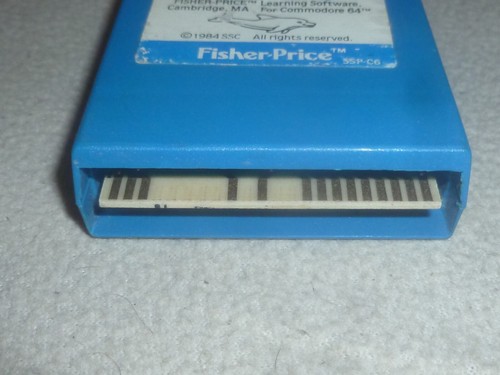 FISHER-PRICE™ Learning Software,
Cambridge, MA For Commodore 64™
©1984 SSC All rights reserved.
Fisher-Price™